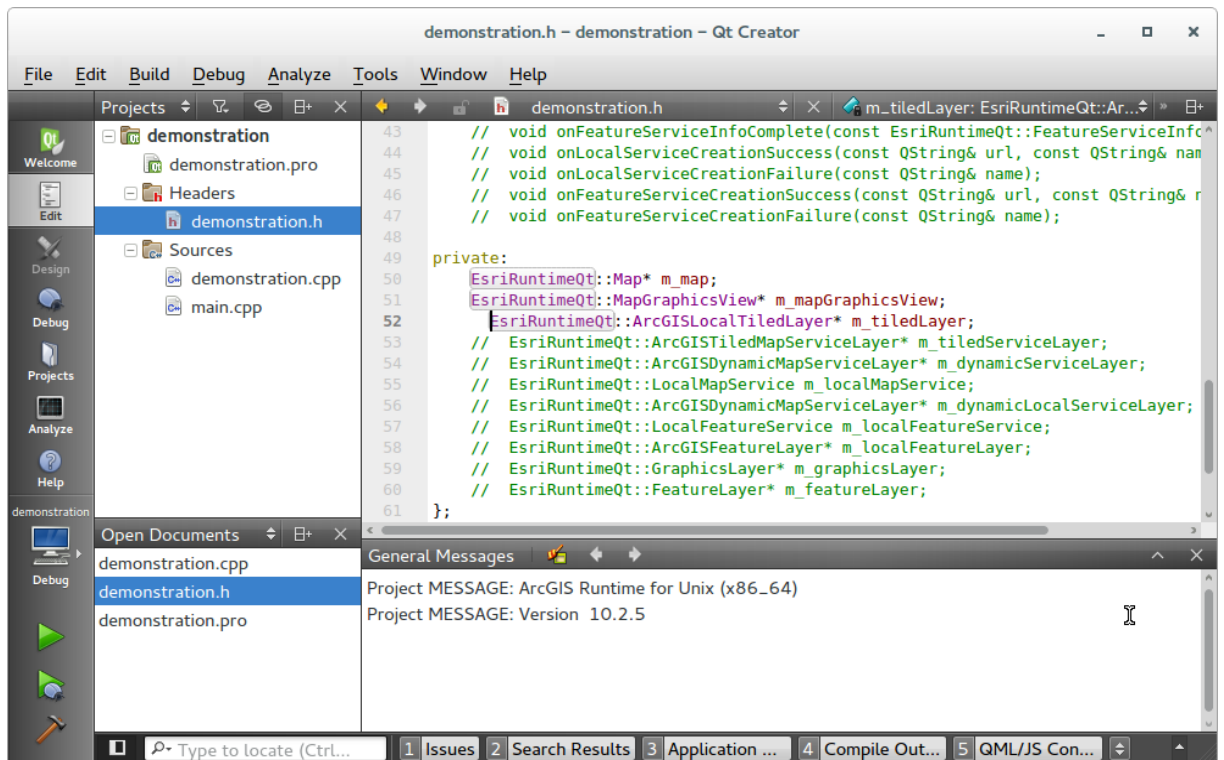 demonstration.h – demonstration – Qt Creator
File Edit Build Debug Analyze Tools Window Help
Projects
demonstration.h
m_tiledLayer: EsriRuntimeQt::Ar...
Welcome
Edit
Design
Debug
Projects
Analyze
Help
demonstration
Debug
demonstration
demonstration.pro
Headers
demonstration.h
Sources
demonstration.cpp
main.cpp
Open Documents
demonstration.cpp
demonstration.h
demonstration.pro
43 // void onFeatureServiceInfoComplete(const EsriRuntimeQt::FeatureServiceInfo
44 // void onLocalServiceCreationSuccess(const QString& url, const QString& nam
45 // void onLocalServiceCreationFailure(const QString& name);
46 // void onFeatureServiceCreationSuccess(const QString& url, const QString& n
47 // void onFeatureServiceCreationFailure(const QString& name);
48
49 private:
50 EsriRuntimeQt::Map* m_map;
51 EsriRuntimeQt::MapGraphicsView* m_mapGraphicsView;
52 EsriRuntimeQt::ArcGISLocalTiledLayer* m_tiledLayer;
53 // EsriRuntimeQt::ArcGISTiledMapServiceLayer* m_tiledServiceLayer;
54 // EsriRuntimeQt::ArcGISDynamicMapServiceLayer* m_dynamicServiceLayer;
55 // EsriRuntimeQt::LocalMapService m_localMapService;
56 // EsriRuntimeQt::ArcGISDynamicMapServiceLayer* m_dynamicLocalServiceLayer;
57 // EsriRuntimeQt::LocalFeatureService m_localFeatureService;
58 // EsriRuntimeQt::ArcGISFeatureLayer* m_localFeatureLayer;
59 // EsriRuntimeQt::GraphicsLayer* m_graphicsLayer;
60 // EsriRuntimeQt::FeatureLayer* m_featureLayer;
61 };
General Messages
Project MESSAGE: ArcGIS Runtime for Unix (x86_64)
Project MESSAGE: Version 10.2.5
Type to locate (Ctrl...
1 Issues 2 Search Results 3 Application ... 4 Compile Out... 5 QML/JS Con...